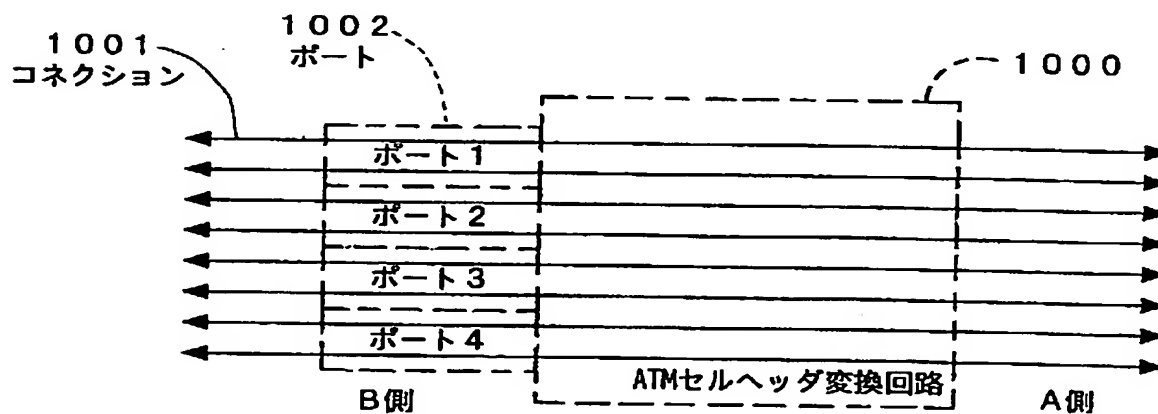 1001
コネクション
1002
ポート
1000
ポート1
ポート2
ポート3
ポート4
ATMセルヘッダ変換回路
B側
A側